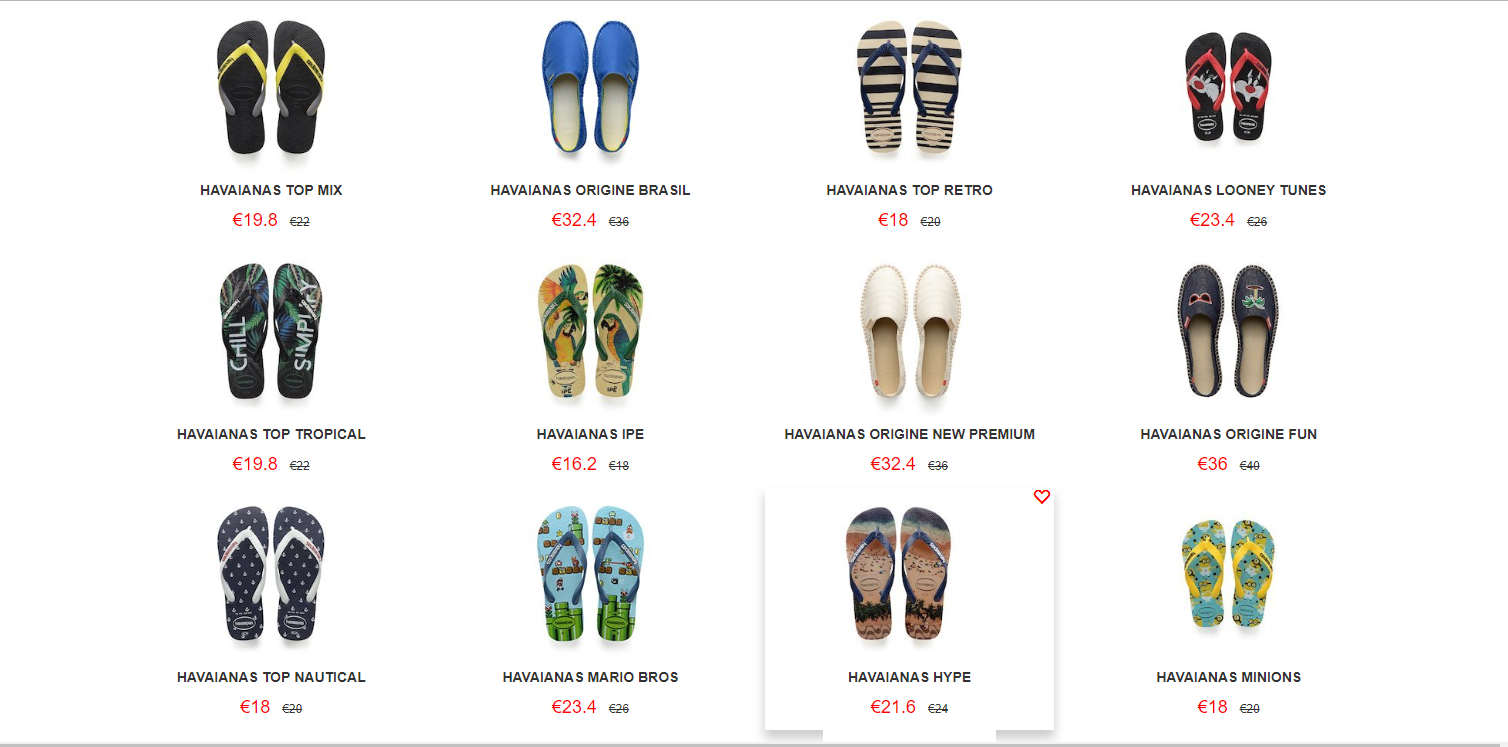 HAVAIANAS TOP MIX
€19.8 €22
HAVAIANAS ORIGINE BRASIL
€32.4 €36
HAVAIANAS TOP RETRO
€18 €20
HAVAIANAS LOONEY TUNES
€23.4 €26
CHILL
SIMPLIFY
HAVAIANAS TOP TROPICAL
€19.8 €22
IPÊ
IPÊ
HAVAIANAS IPE
€16.2 €18
HAVAIANAS ORIGINE NEW PREMIUM
€32.4 €36
HAVAIANAS ORIGINE FUN
€36 €40
HAVAIANAS TOP NAUTICAL
€18 €20
HAVAIANAS MARIO BROS
€23.4 €26
HAVAIANAS HYPE
€21.6 €24
HAVAIANAS MINIONS
€18 €20